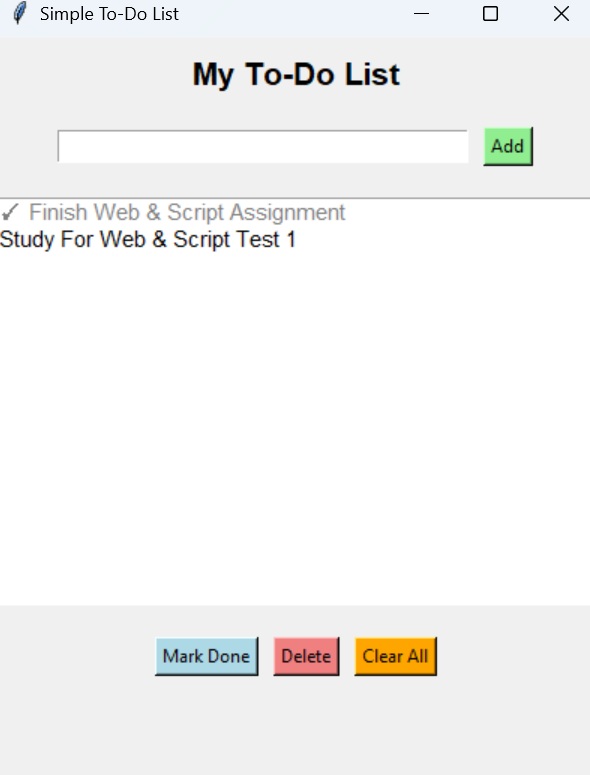 Simple To-Do List
My To-Do List
Add
✓ Finish Web & Script Assignment
Study For Web & Script Test 1
Mark Done Delete Clear All